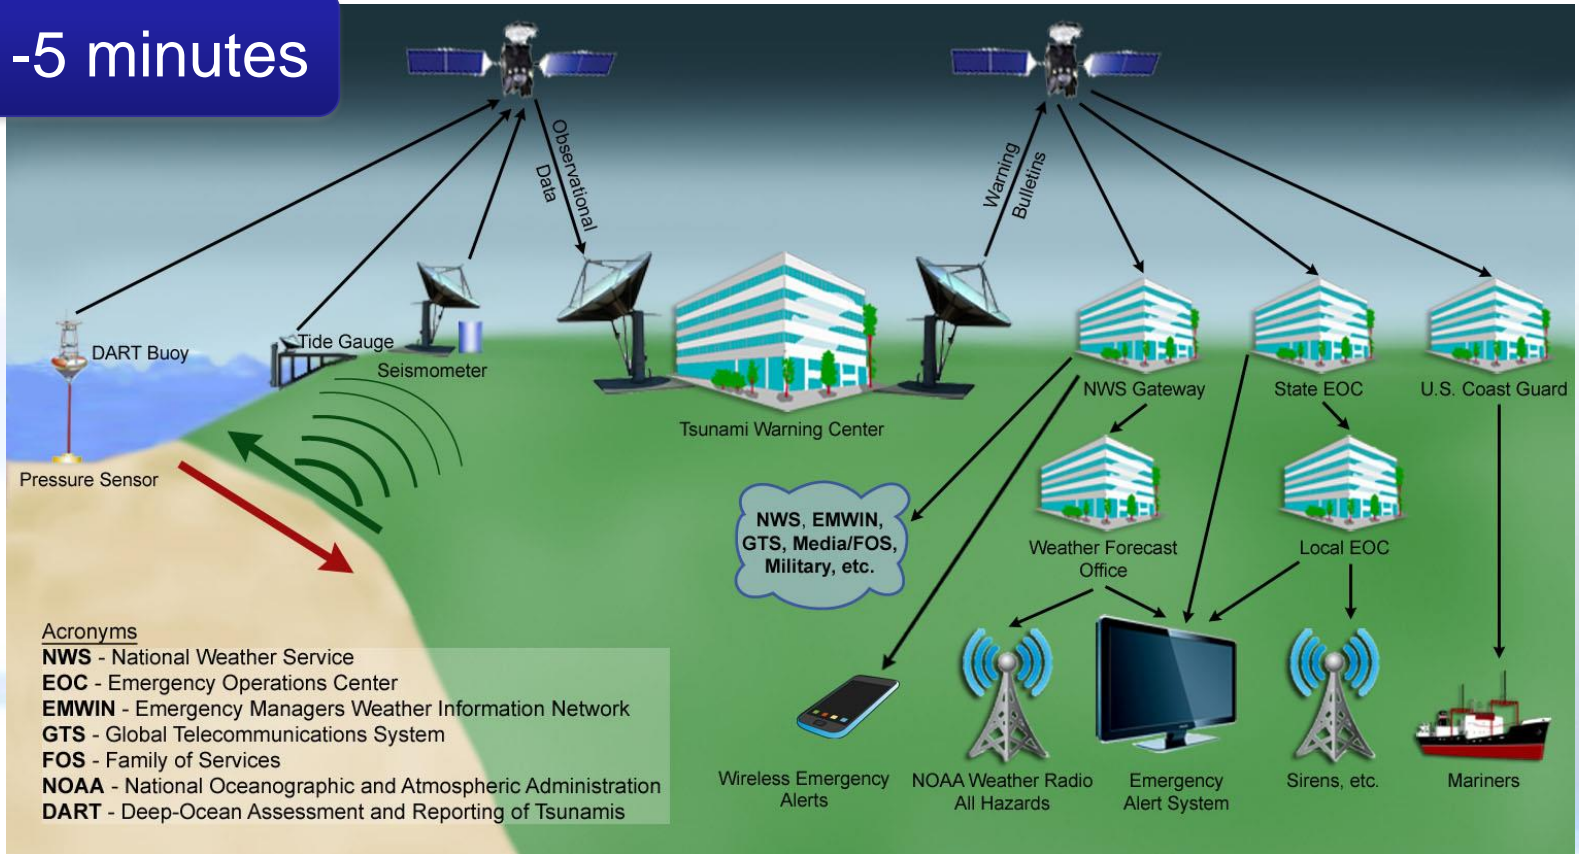 -5 minutes
Observational
Data
Warning
Bulletins
DART Buoy
Tide Gauge
Seismometer
Pressure Sensor
Tsunami Warning Center
NWS Gateway
State EOC
U.S. Coast Guard
NWS, EMWIN,
GTS, Media/FOS,
Military, etc.
Weather Forecast
Office
Local EOC
Wireless Emergency
Alerts
NOAA Weather Radio
All Hazards
Emergency
Alert System
Sirens, etc.
Mariners
Acronyms
NWS - National Weather Service
EOC - Emergency Operations Center
EMWIN - Emergency Managers Weather Information Network
GTS - Global Telecommunications System
FOS - Family of Services
NOAA - National Oceanographic and Atmospheric Administration
DART - Deep-Ocean Assessment and Reporting of Tsunamis